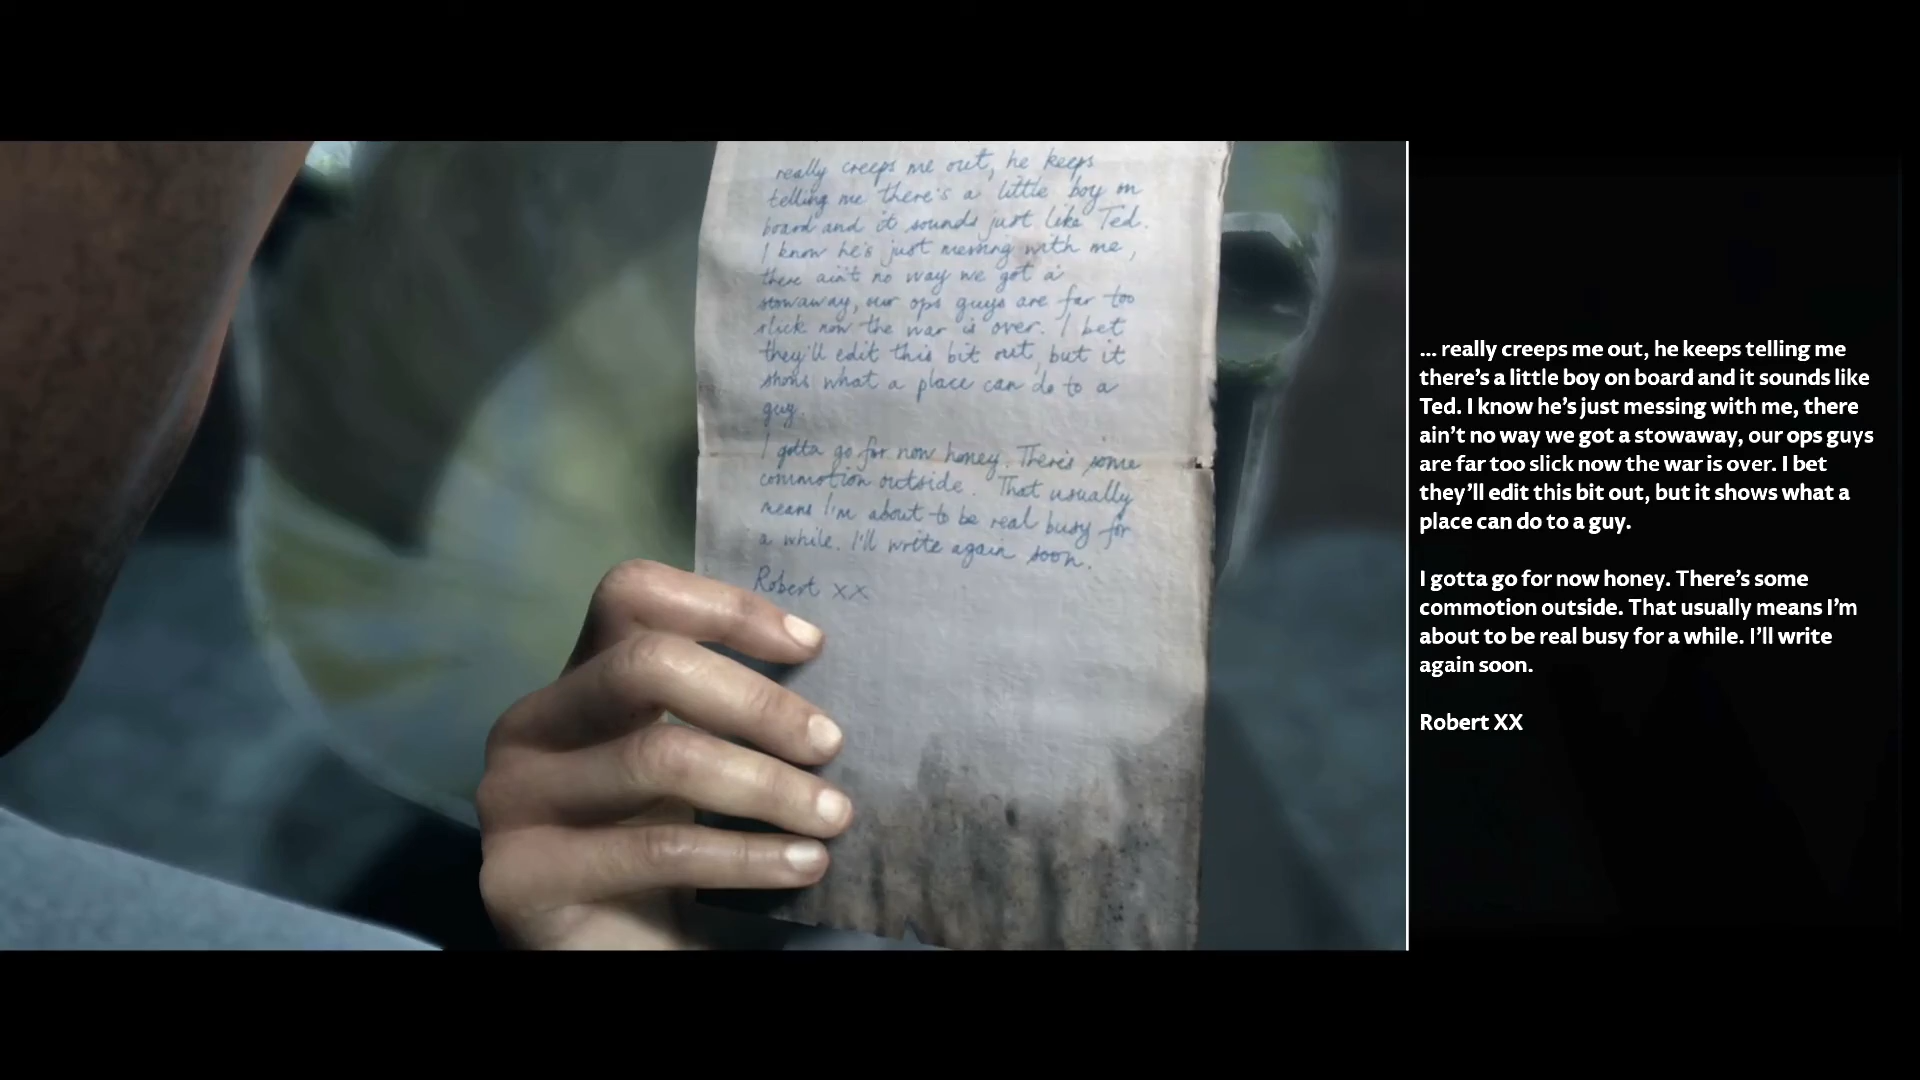 really creeps me out, he keeps
telling me there's a little boy on
board and it sounds just like Ted.
I know he's just messing with me,
there ain't no way we got a
stowaway, our ops guys are far too
slick now the war is over. I bet
they'll edit this bit out, but it
shows what a place can do to a
guy.
I gotta go for now honey. There's some
commotion outside. That usually
means I'm about to be real busy for
a while. I'll write again soon.
Robert xx
... really creeps me out, he keeps telling me
there's a little boy on board and it sounds like
Ted. I know he's just messing with me, there
ain't no way we got a stowaway, our ops guys
are far too slick now the war is over. I bet
they'll edit this bit out, but it shows what a
place can do to a guy.
I gotta go for now honey. There's some
commotion outside. That usually means I'm
about to be real busy for a while. I'll write
again soon.
Robert XX